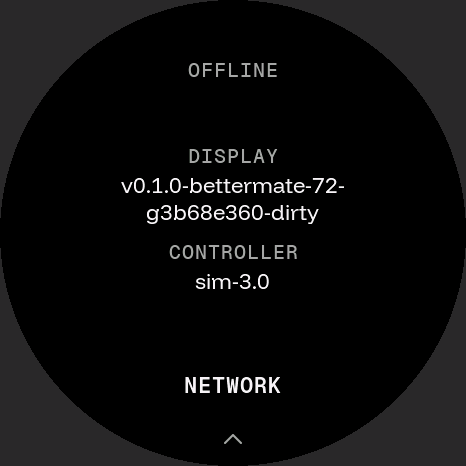 OFFLINE
DISPLAY
v0.1.0-bettermate-72-
g3b68e360-dirty
CONTROLLER
sim-3.0
NETWORK